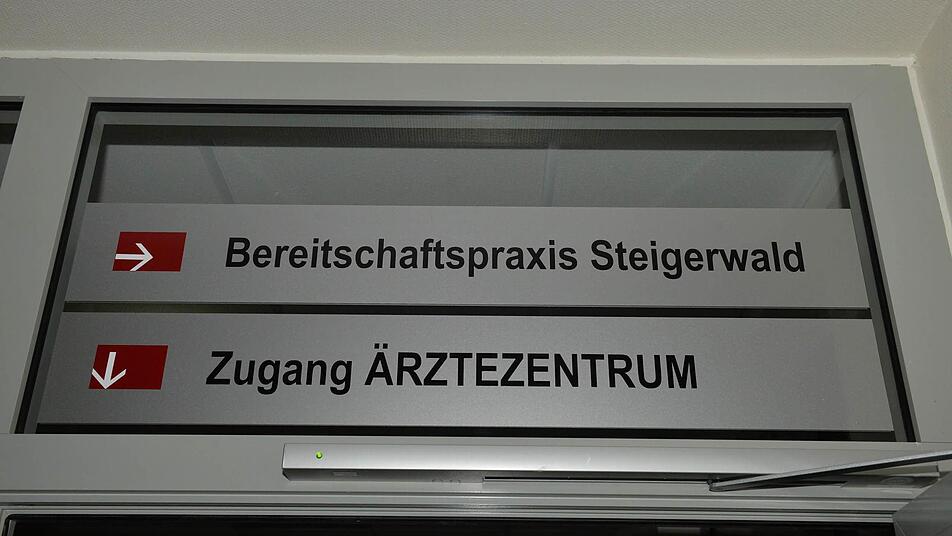 Bereitschaftspraxis Steigerwald
Zugang ÄRZTEZENTRUM